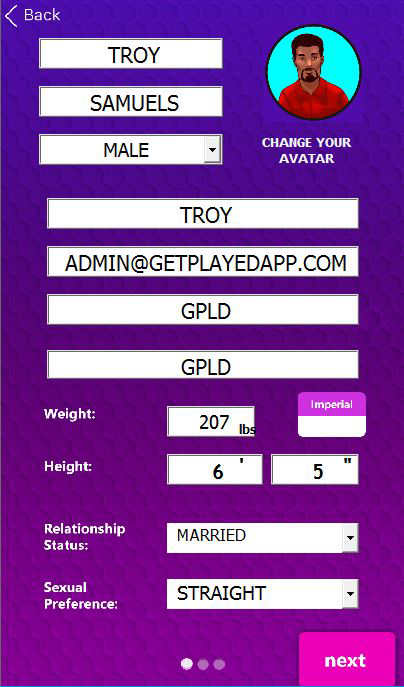 Back
TROY
SAMUELS
MALE
CHANGE YOUR
AVATAR
TROY
ADMIN@GETPLAYEDAPP.COM
GPLD
GPLD
Weight:
207 lbs
Imperial
Height:
6 '
5 "
Relationship
Status:
MARRIED
Sexual
Preference:
STRAIGHT
next